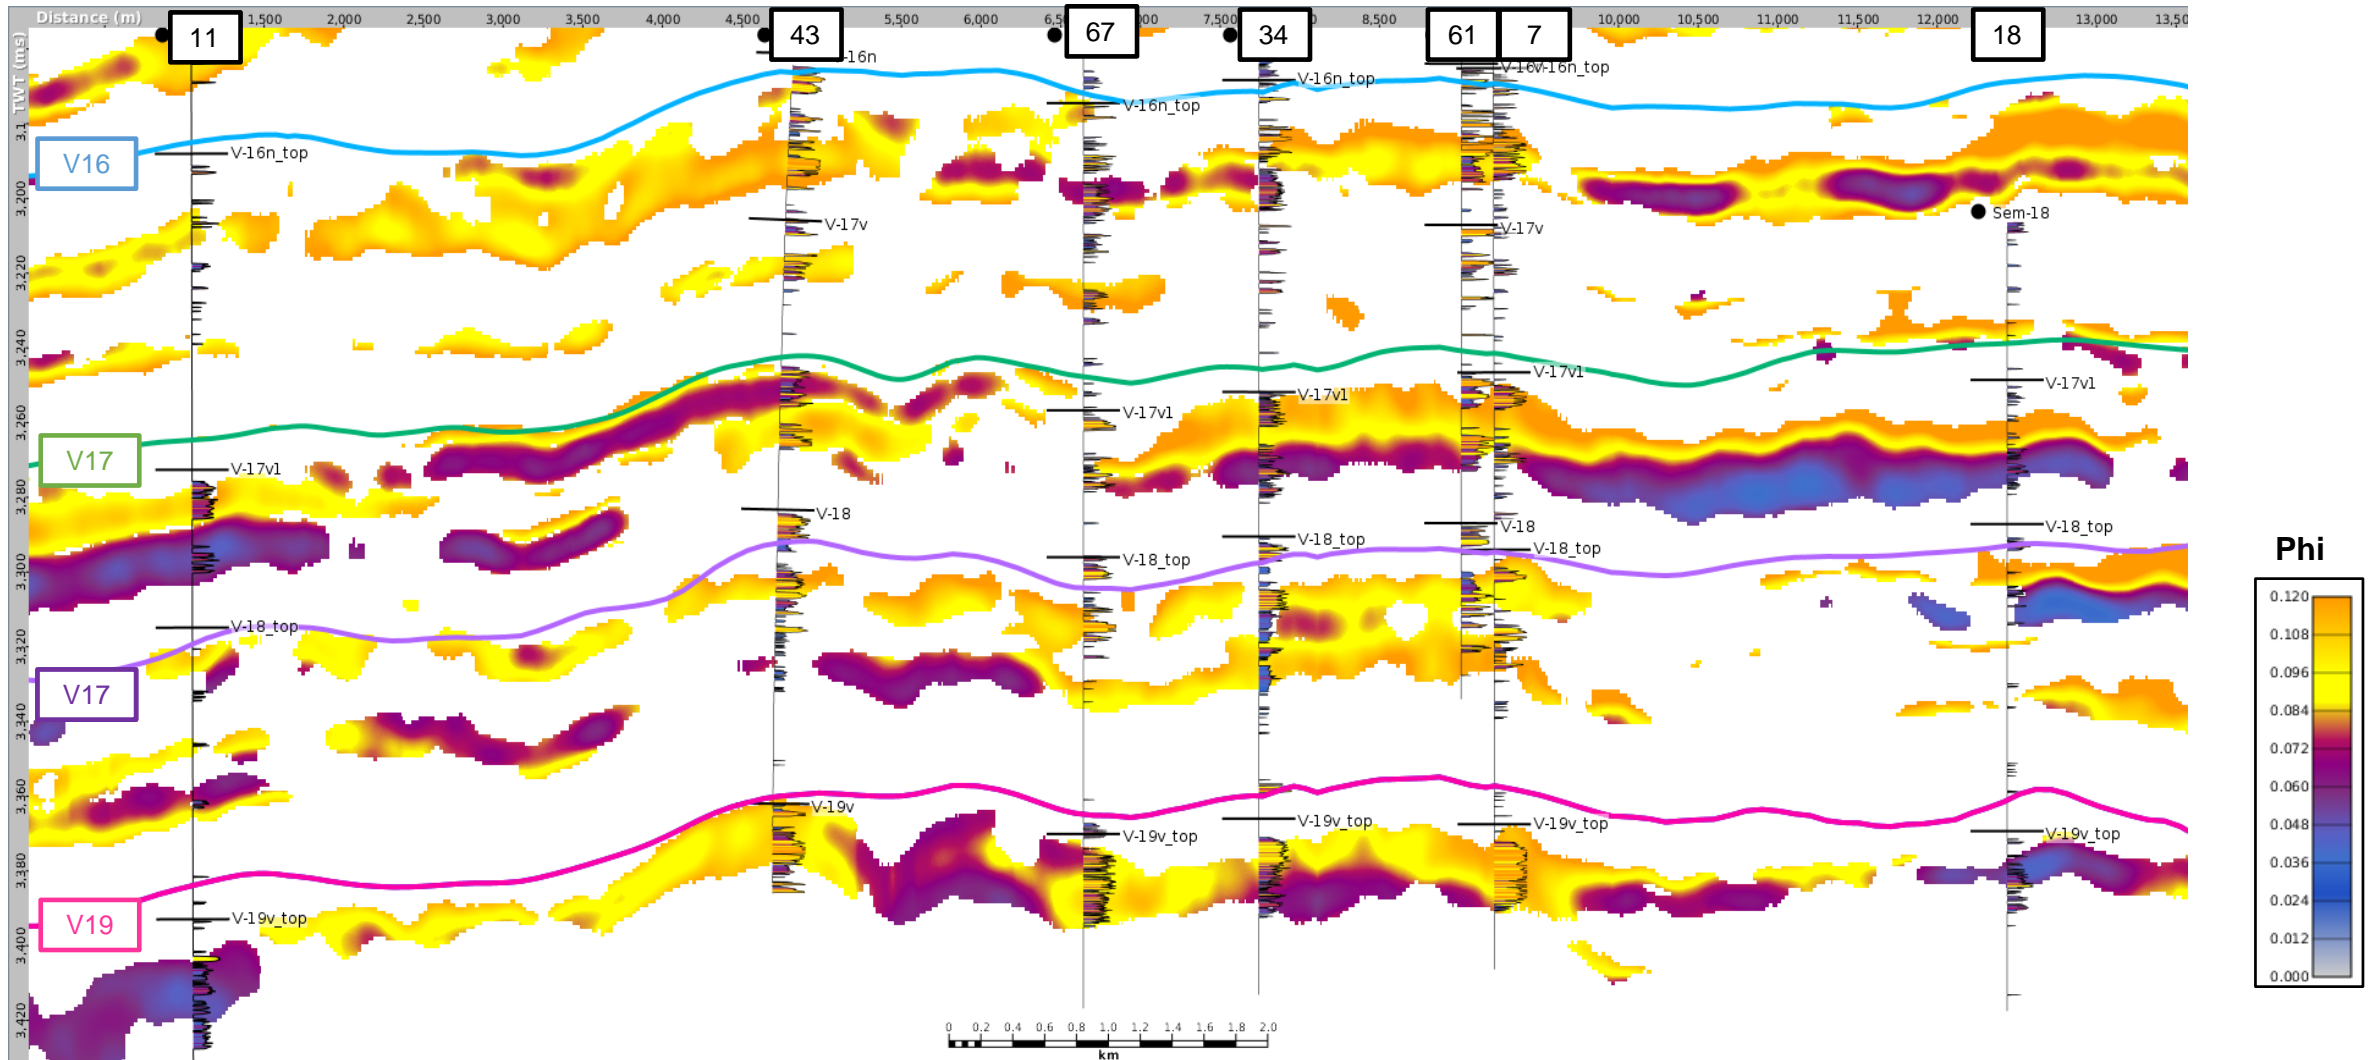 Distance (m) 1,500 2,000 3,000 3,500 4,000 4,500 5,500 6,000 7,500 8,500 10,000 10,500 11,000 11,500 12,000 13,000
11 43 67 34 61 7 18
TWT (ms)
V-16n_top
V-16n_top
V-16n_top
V-16n_top
V16
3,200
Sem-18
V-17v
V-17v
3,220
3,240
V-17v1
V-17v1
V-17v1
V-17v1
3,260
V17
V-17v1
3,280
V-18
V-18
V-18_top
V-18_top
V-18_top
V-18_top
Phi
3,300
V-18_top
3,320
V17
3,340
3,360
V-19v
V-19v_top
V-19v_top
V-19v_top
V-19v_top
3,380
V19
V-19v_top
3,400
3,420
0.120
0.108
0.096
0.084
0.072
0.060
0.048
0.036
0.024
0.012
0.000
0 0.2 0.4 0.6 0.8 1.0 1.2 1.4 1.6 1.8 2.0
km